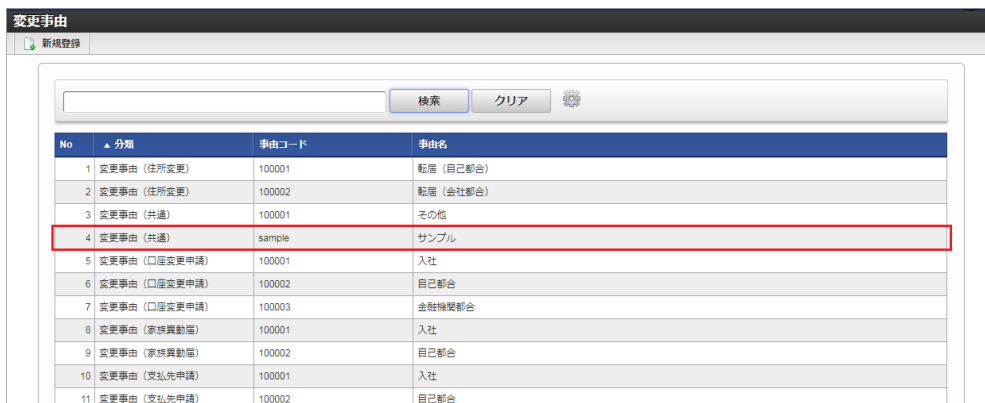 変更事由
新規登録
検索 クリア
No ▲ 分類 事由コード 事由名
1 変更事由（住所変更） 100001 転居（自己都合）
2 変更事由（住所変更） 100002 転居（会社都合）
3 変更事由（共通） 100001 その他
4 変更事由（共通） sample サンプル
5 変更事由（口座変更申請） 100001 入社
6 変更事由（口座変更申請） 100002 自己都合
7 変更事由（口座変更申請） 100003 金融機関都合
8 変更事由（家族異動届） 100001 入社
9 変更事由（家族異動届） 100002 自己都合
10 変更事由（支払先申請） 100001 入社
11 変更事由（支払先申請） 100002 自己都合